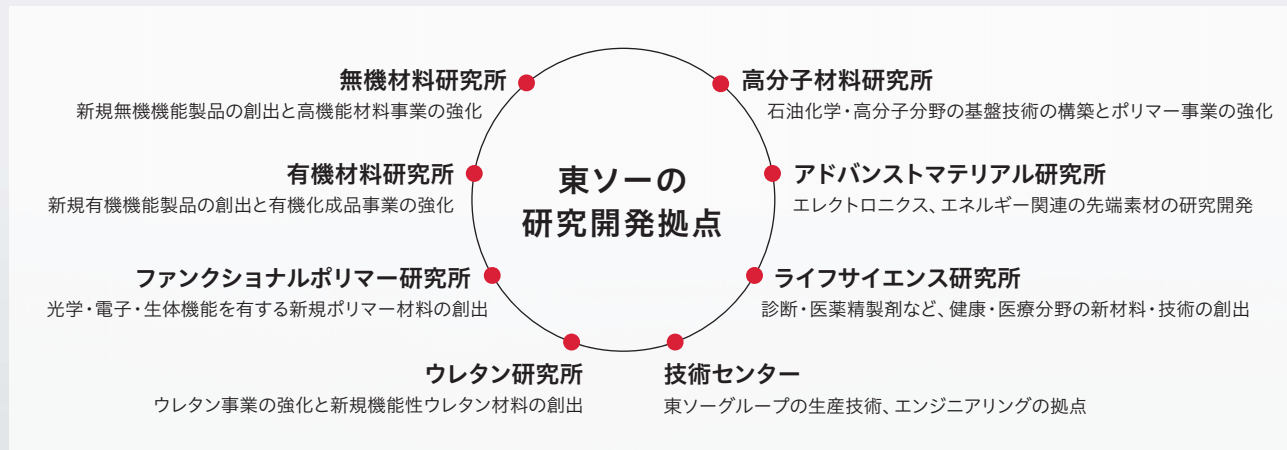 無機材料研究所
新規無機機能製品の創出と高機能材料事業の強化
有機材料研究所
新規有機機能製品の創出と有機化成品事業の強化
ファンクショナルポリマー研究所
光学・電子・生体機能を有する新規ポリマー材料の創出
ウレタン研究所
ウレタン事業の強化と新規機能性ウレタン材料の創出
東ソーの
研究開発拠点
高分子材料研究所
石油化学・高分子分野の基盤技術の構築とポリマー事業の強化
アドバンストマテリアル研究所
エレクトロニクス、エネルギー関連の先端素材の研究開発
ライフサイエンス研究所
診断・医薬精製剤など、健康・医療分野の新材料・技術の創出
技術センター
東ソーグループの生産技術、エンジニアリングの拠点